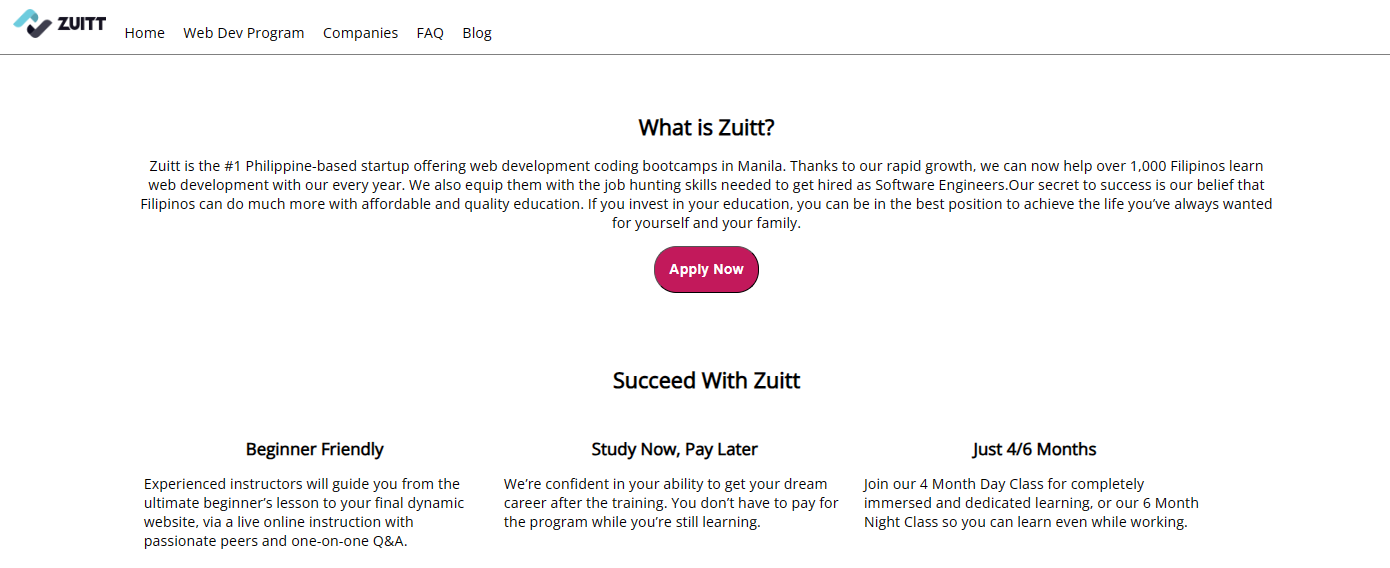 ZUITT
Home Web Dev Program Companies FAQ Blog
What is Zuitt?
Zuitt is the #1 Philippine-based startup offering web development coding bootcamps in Manila. Thanks to our rapid growth, we can now help over 1,000 Filipinos learn
web development with our every year. We also equip them with the job hunting skills needed to get hired as Software Engineers.Our secret to success is our belief that
Filipinos can do much more with affordable and quality education. If you invest in your education, you can be in the best position to achieve the life you’ve always wanted
for yourself and your family.
Apply Now
Succeed With Zuitt
Beginner Friendly
Experienced instructors will guide you from the
ultimate beginner’s lesson to your final dynamic
website, via a live online instruction with
passionate peers and one-on-one Q&A.
Study Now, Pay Later
We’re confident in your ability to get your dream
career after the training. You don’t have to pay for
the program while you’re still learning.
Just 4/6 Months
Join our 4 Month Day Class for completely
immersed and dedicated learning, or our 6 Month
Night Class so you can learn even while working.